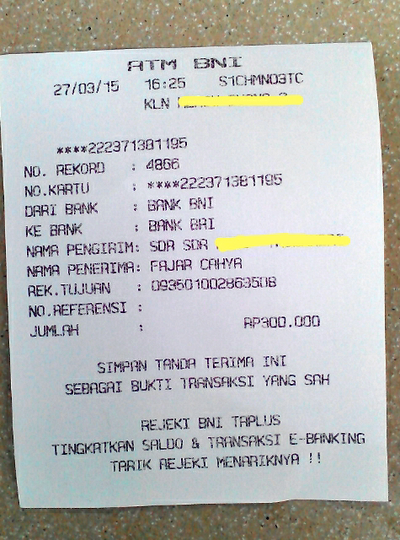 ATM BNI
27/03/15 16:25 S1CHMN03TC
KLN
****222371381195
NO. REKORD : 4866
NO.KARTU : ****222371381195
DARI BANK : BANK BNI
KE BANK : BANK BRI
NAMA PENGIRIM: SDR SDR
NAMA PENERIMA: FAJAR CAHYA
REK.TUJUAN : 093501002863508
NO.REFERENSI :
JUMLAH : RP300.000
SIMPAN TANDA TERIMA INI
SEBAGAI BUKTI TRANSAKSI YANG SAH
REJEKI BNI TAPLUS
TINGKATKAN SALDO & TRANSAKSI E-BANKING
TARIK REJEKI MENARIKNYA !!